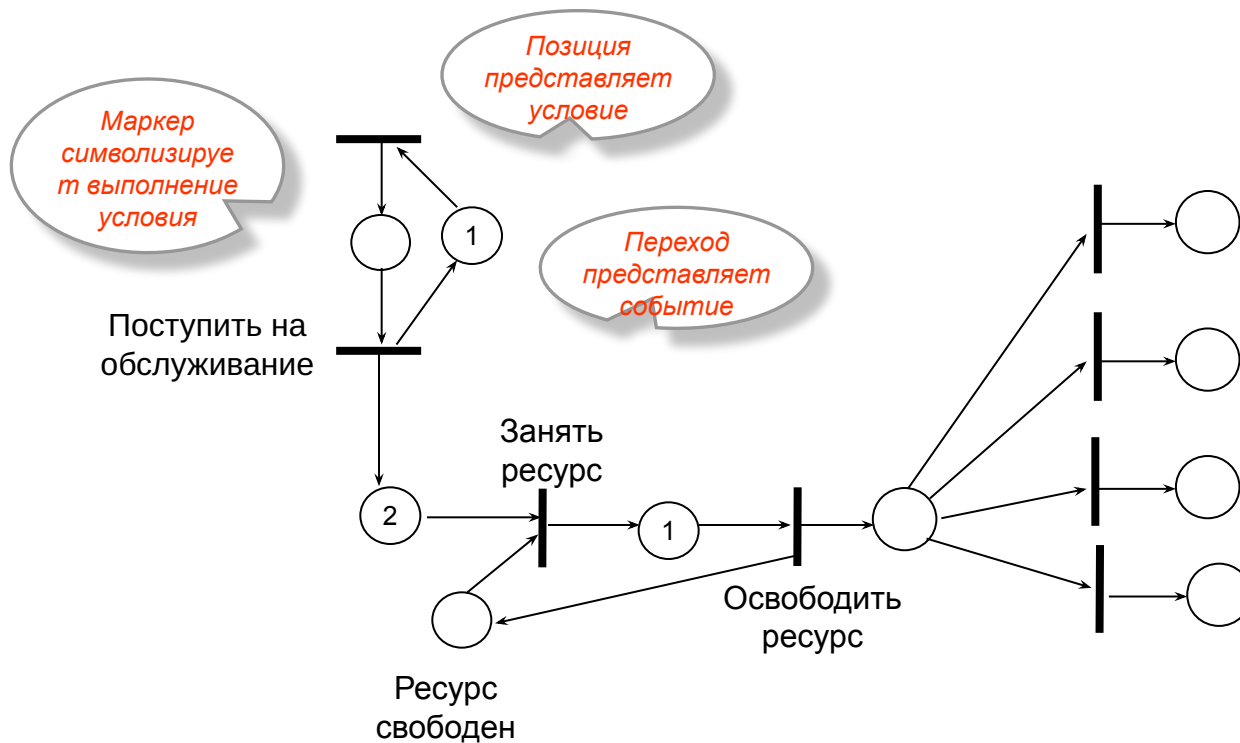 Позиция
представляет
условие
Маркер
символизируе
т выполнение
условия
1
Переход
представляет
событие
Поступить на
обслуживание
Занять
ресурс
2
1
Освободить
ресурс
Ресурс
свободен